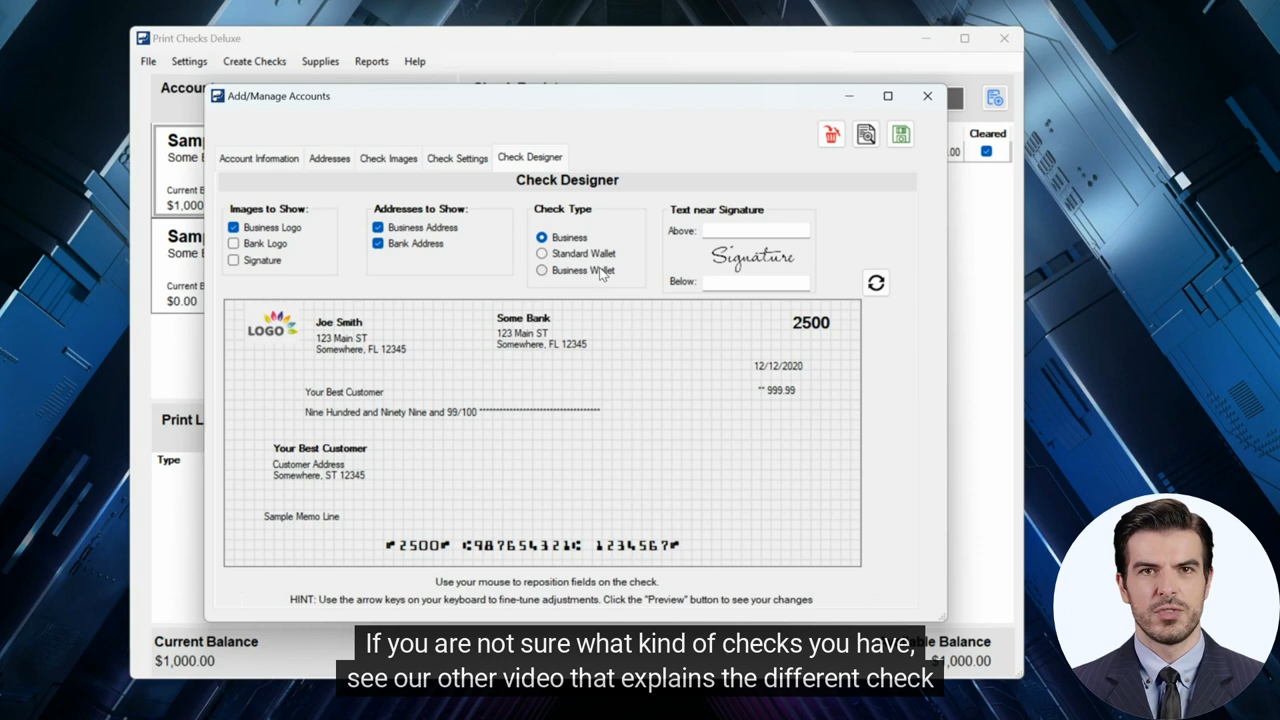 Print Checks Deluxe
File Settings Create Checks Supplies Reports Help
Add/Manage Accounts
Account Information Addresses Check Images Check Settings Check Designer
Check Designer
Images to Show:
Business Logo
Bank Logo
Signature
Addresses to Show:
Business Address
Bank Address
Check Type
Business
Standard Wallet
Business Wallet
Text near Signature
Above:
Signature
Below:
LOGO
Joe Smith
123 Main ST
Somewhere, FL 12345
Some Bank
123 Main ST
Somewhere, FL 12345
2500
12/12/2020
Your Best Customer
** 999.99
Nine Hundred and Ninety Nine and 99/100 ************************************
Your Best Customer
Customer Address
Somewhere, ST 12345
Sample Memo Line
⑈2500⑈ ⑆987654321⑆ 1234567⑈
Use your mouse to reposition fields on the check.
HINT: Use the arrow keys on your keyboard to fine-tune adjustments. Click the "Preview" button to see your changes
Cleared
.00
Current B
$1,000
Current B
$0.00
Print L
Type
Current Balance
$1,000.00
Balance
$1,000.00
If you are not sure what kind of checks you have,
see our other video that explains the different check